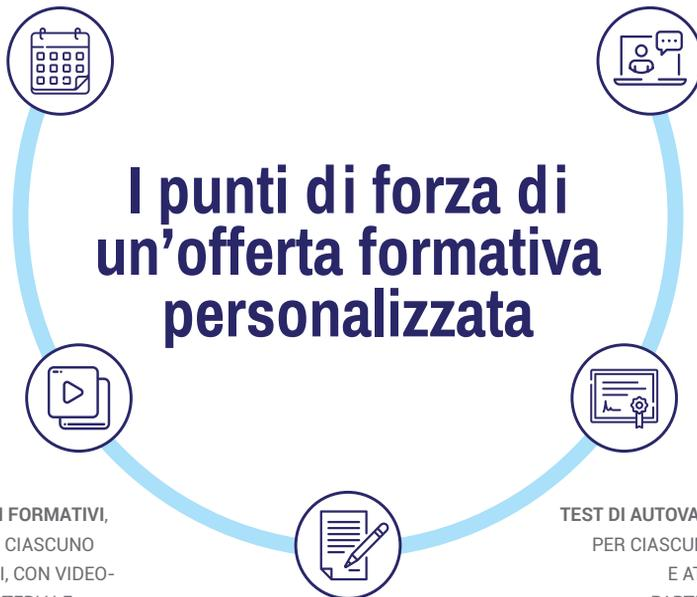 I punti di forza di
un’offerta formativa
personalizzata
FORMATIVI,
CIASCUNO
CON VIDEO-
TEST DI
PER
E